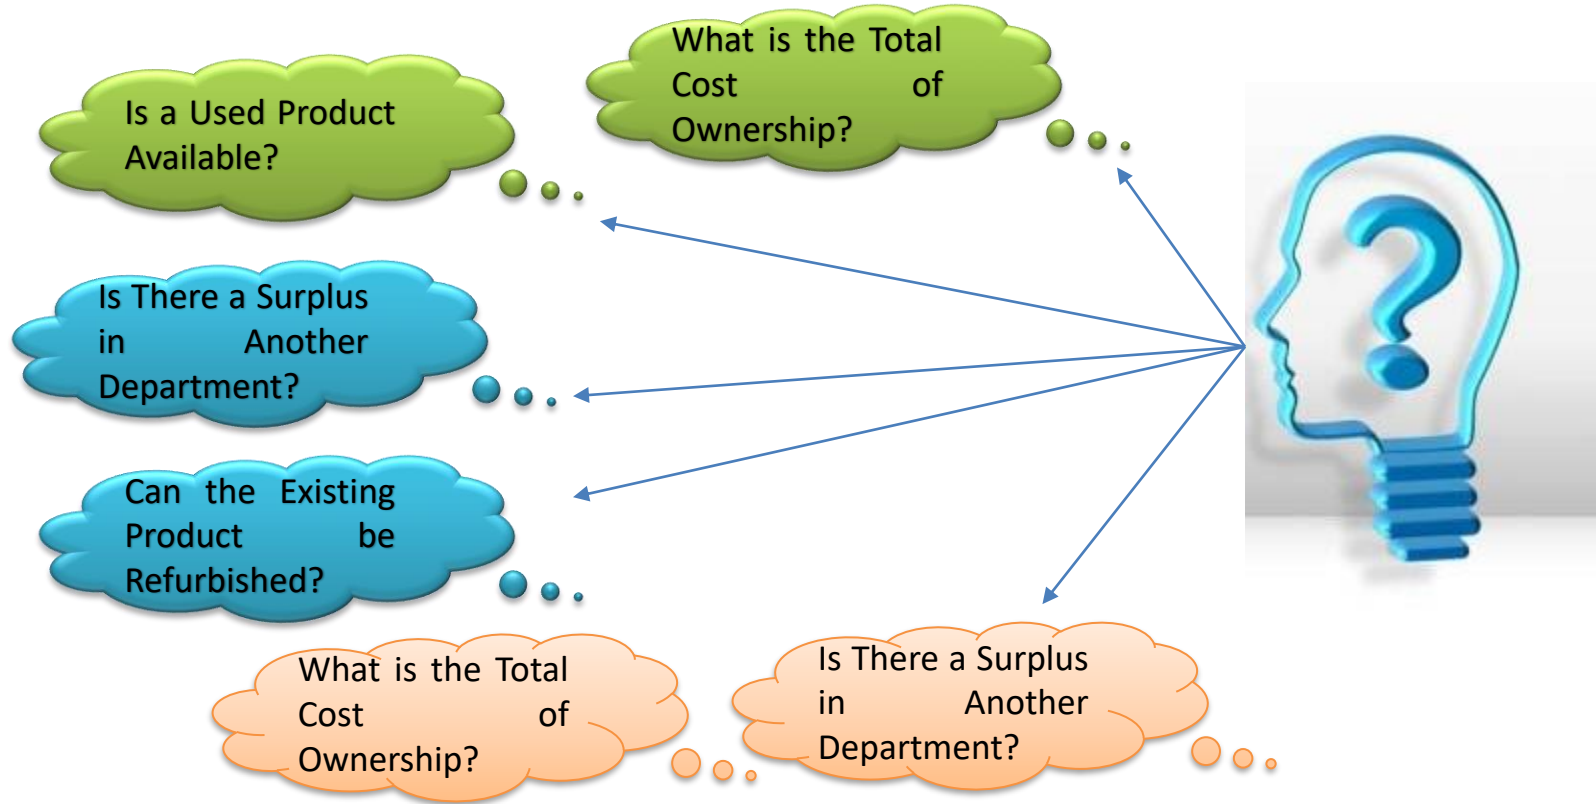 What is the Total
Cost of
Ownership?
Is a Used Product
Available?
Is There a Surplus
in Another
Department?
Can the Existing
Product be
Refurbished?
What is the Total
Cost of
Ownership?
Is There a Surplus
in Another
Department?